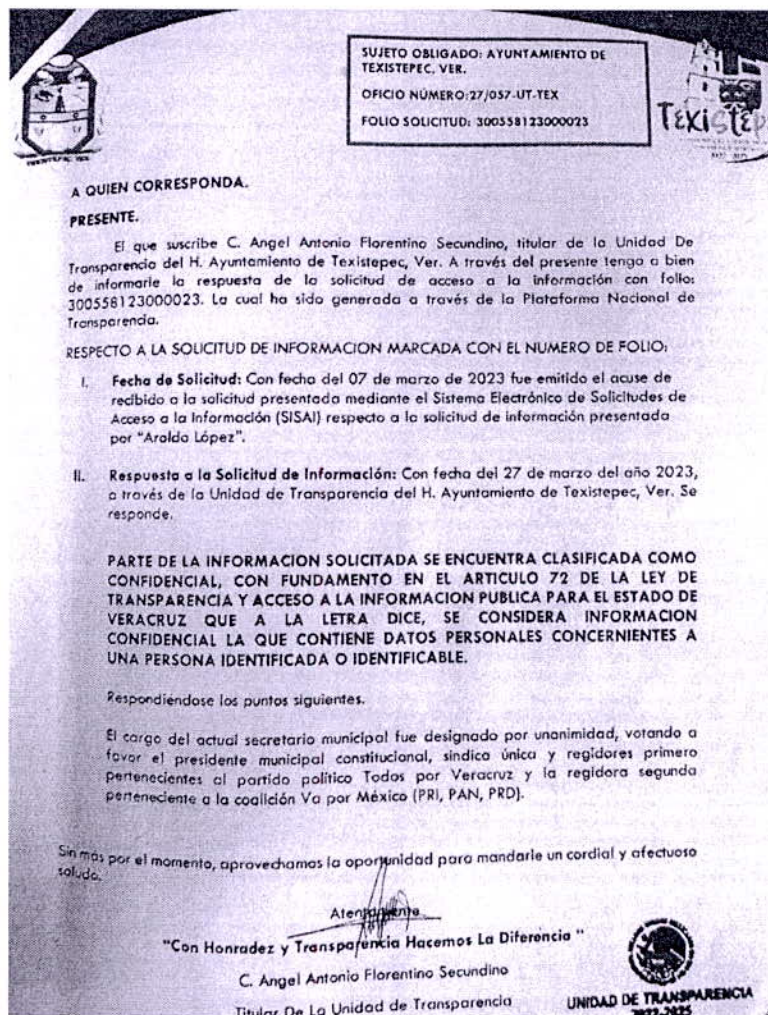 SUJETO OBLIGADO: AYUNTAMIENTO DE
TEXISTEPEC, VER.
OFICIO NÚMERO:27/057-UT-TEX
FOLIO SOLICITUD: 300558123000023
TEXISTEP
A QUIEN CORRESPONDA.
PRESENTE.
El que suscribe C. Angel Antonio Florentino Secundino, titular de la Unidad De
Transparencia del H. Ayuntamiento de Texistepec, Ver. A través del presente tengo a bien
de informarle la respuesta de la solicitud de acceso a la información con folio:
300558123000023. La cual ha sido generada a través de la Plataforma Nacional de
Transparencia.
RESPECTO A LA SOLICITUD DE INFORMACION MARCADA CON EL NUMERO DE FOLIO:
I. Fecha de Solicitud: Con fecha del 07 de marzo de 2023 fue emitido el acuse de
recibido a la solicitud presentada mediante el Sistema Electrónico de Solicitudes de
Acceso a la Información (SISAI) respecto a la solicitud de información presentada
por "Aroldo López".
II. Respuesta a la Solicitud de Información: Con fecha del 27 de marzo del año 2023,
a través de la Unidad de Transparencia del H. Ayuntamiento de Texistepec, Ver. Se
responde.
PARTE DE LA INFORMACION SOLICITADA SE ENCUENTRA CLASIFICADA COMO
CONFIDENCIAL, CON FUNDAMENTO EN EL ARTICULO 72 DE LA LEY DE
TRANSPARENCIA Y ACCESO A LA INFORMACION PUBLICA PARA EL ESTADO DE
VERACRUZ QUE A LA LETRA DICE, SE CONSIDERA INFORMACION
CONFIDENCIAL LA QUE CONTIENE DATOS PERSONALES CONCERNIENTES A
UNA PERSONA IDENTIFICADA O IDENTIFICABLE.
Respondiéndose los puntos siguientes.
El cargo del actual secretario municipal fue designado por unanimidad, votando a
favor el presidente municipal constitucional, sindica única y regidores primero
pertenecientes al partido político Todos por Veracruz y la regidora segunda
perteneciente a la coalición Va por México (PRI, PAN, PRD).
Sin más por el momento, aprovechamos la oportunidad para mandarle un cordial y afectuoso
saludo.
Atentamente
"Con Honradez y Transparencia Hacemos La Diferencia "
C. Angel Antonio Florentino Secundino
Titular De La Unidad de Transparencia
UNIDAD DE TRANSPARENCIA
2022-2025